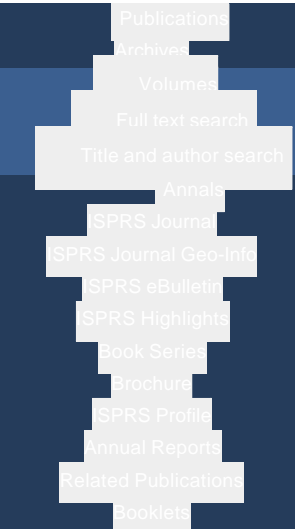 Publications
Archives
Volumes
Full text search
Title and author search
Annals
ISPRS Journal
ISPRS Journal Geo-Info
ISPRS eBulletin
ISPRS Highlights
Book Series
Brochure
ISPRS Profile
Annual Reports
Related Publications
Booklets